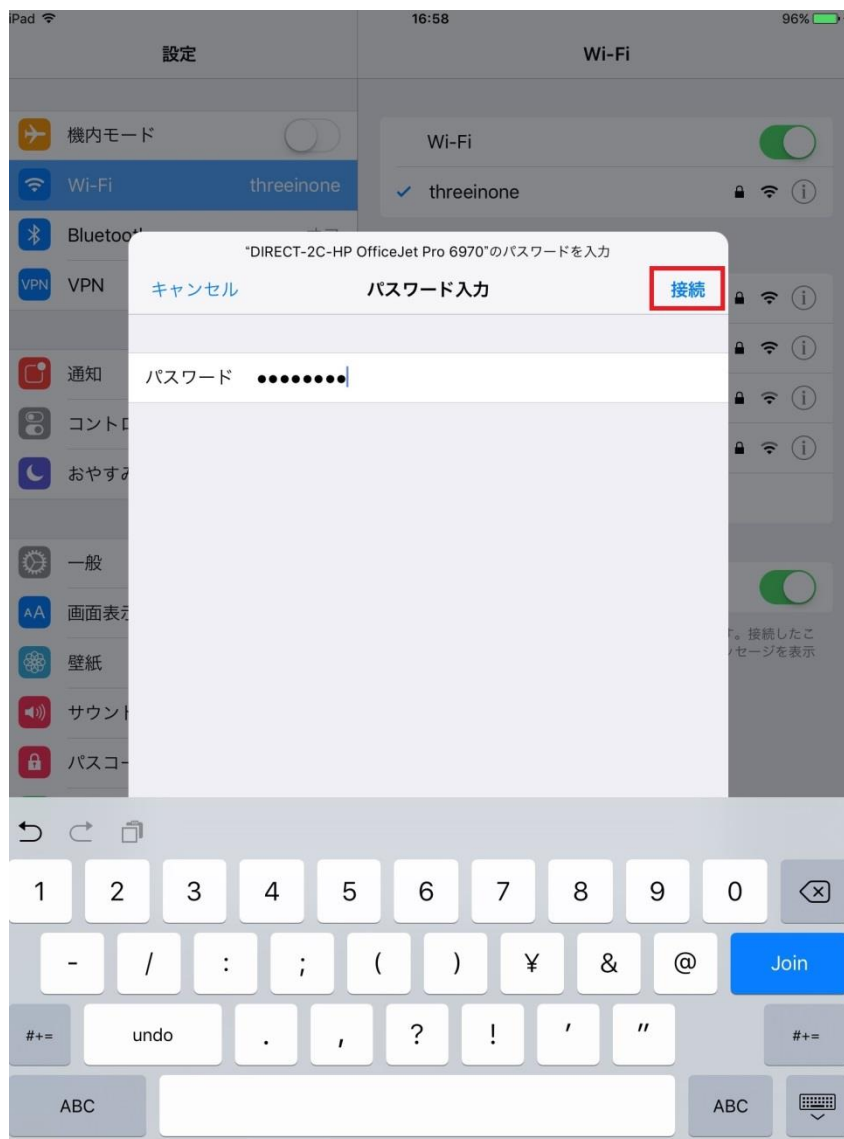 iPad 16:58 96%
設定 Wi-Fi
機内モード
Wi-Fi
Wi-Fi threeinone
threeinone
Bluetoo
"DIRECT-2C-HP OfficeJet Pro 6970"のパスワードを入力
VPN VPN
キャンセル パスワード入力 接続
通知
パスワード ●●●●●●●●
コントロ
おやすみ
一般
AA 画面表示
す。接続したこ
壁紙
ッセージを表示
サウント
パスコー
1 2 3 4 5 6 7 8 9 0
- / : ; ( ) ¥ & @ Join
#+= undo . , ? ! ' " #+=
ABC ABC